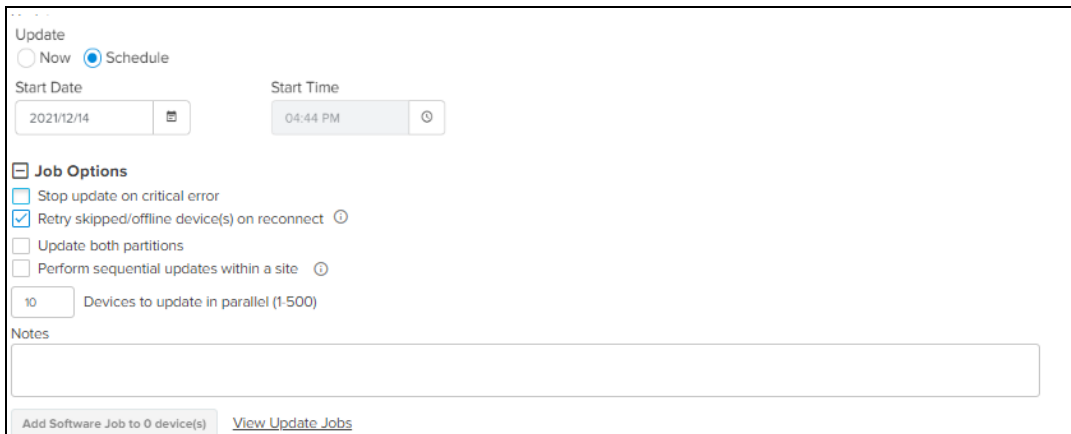 Update
Now Schedule
Start Date Start Time
2021/12/14 04:44 PM
Job Options
Stop update on critical error
Retry skipped/offline device(s) on reconnect
Update both partitions
Perform sequential updates within a site
10 Devices to update in parallel (1-500)
Notes
Add Software Job to 0 device(s) View Update Jobs